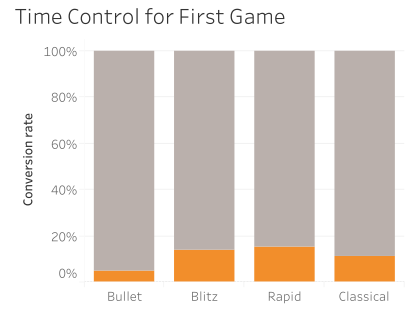 Time Control for First Game
Conversion rate
100%
80%
60%
40%
20%
0%
Bullet Blitz Rapid Classical